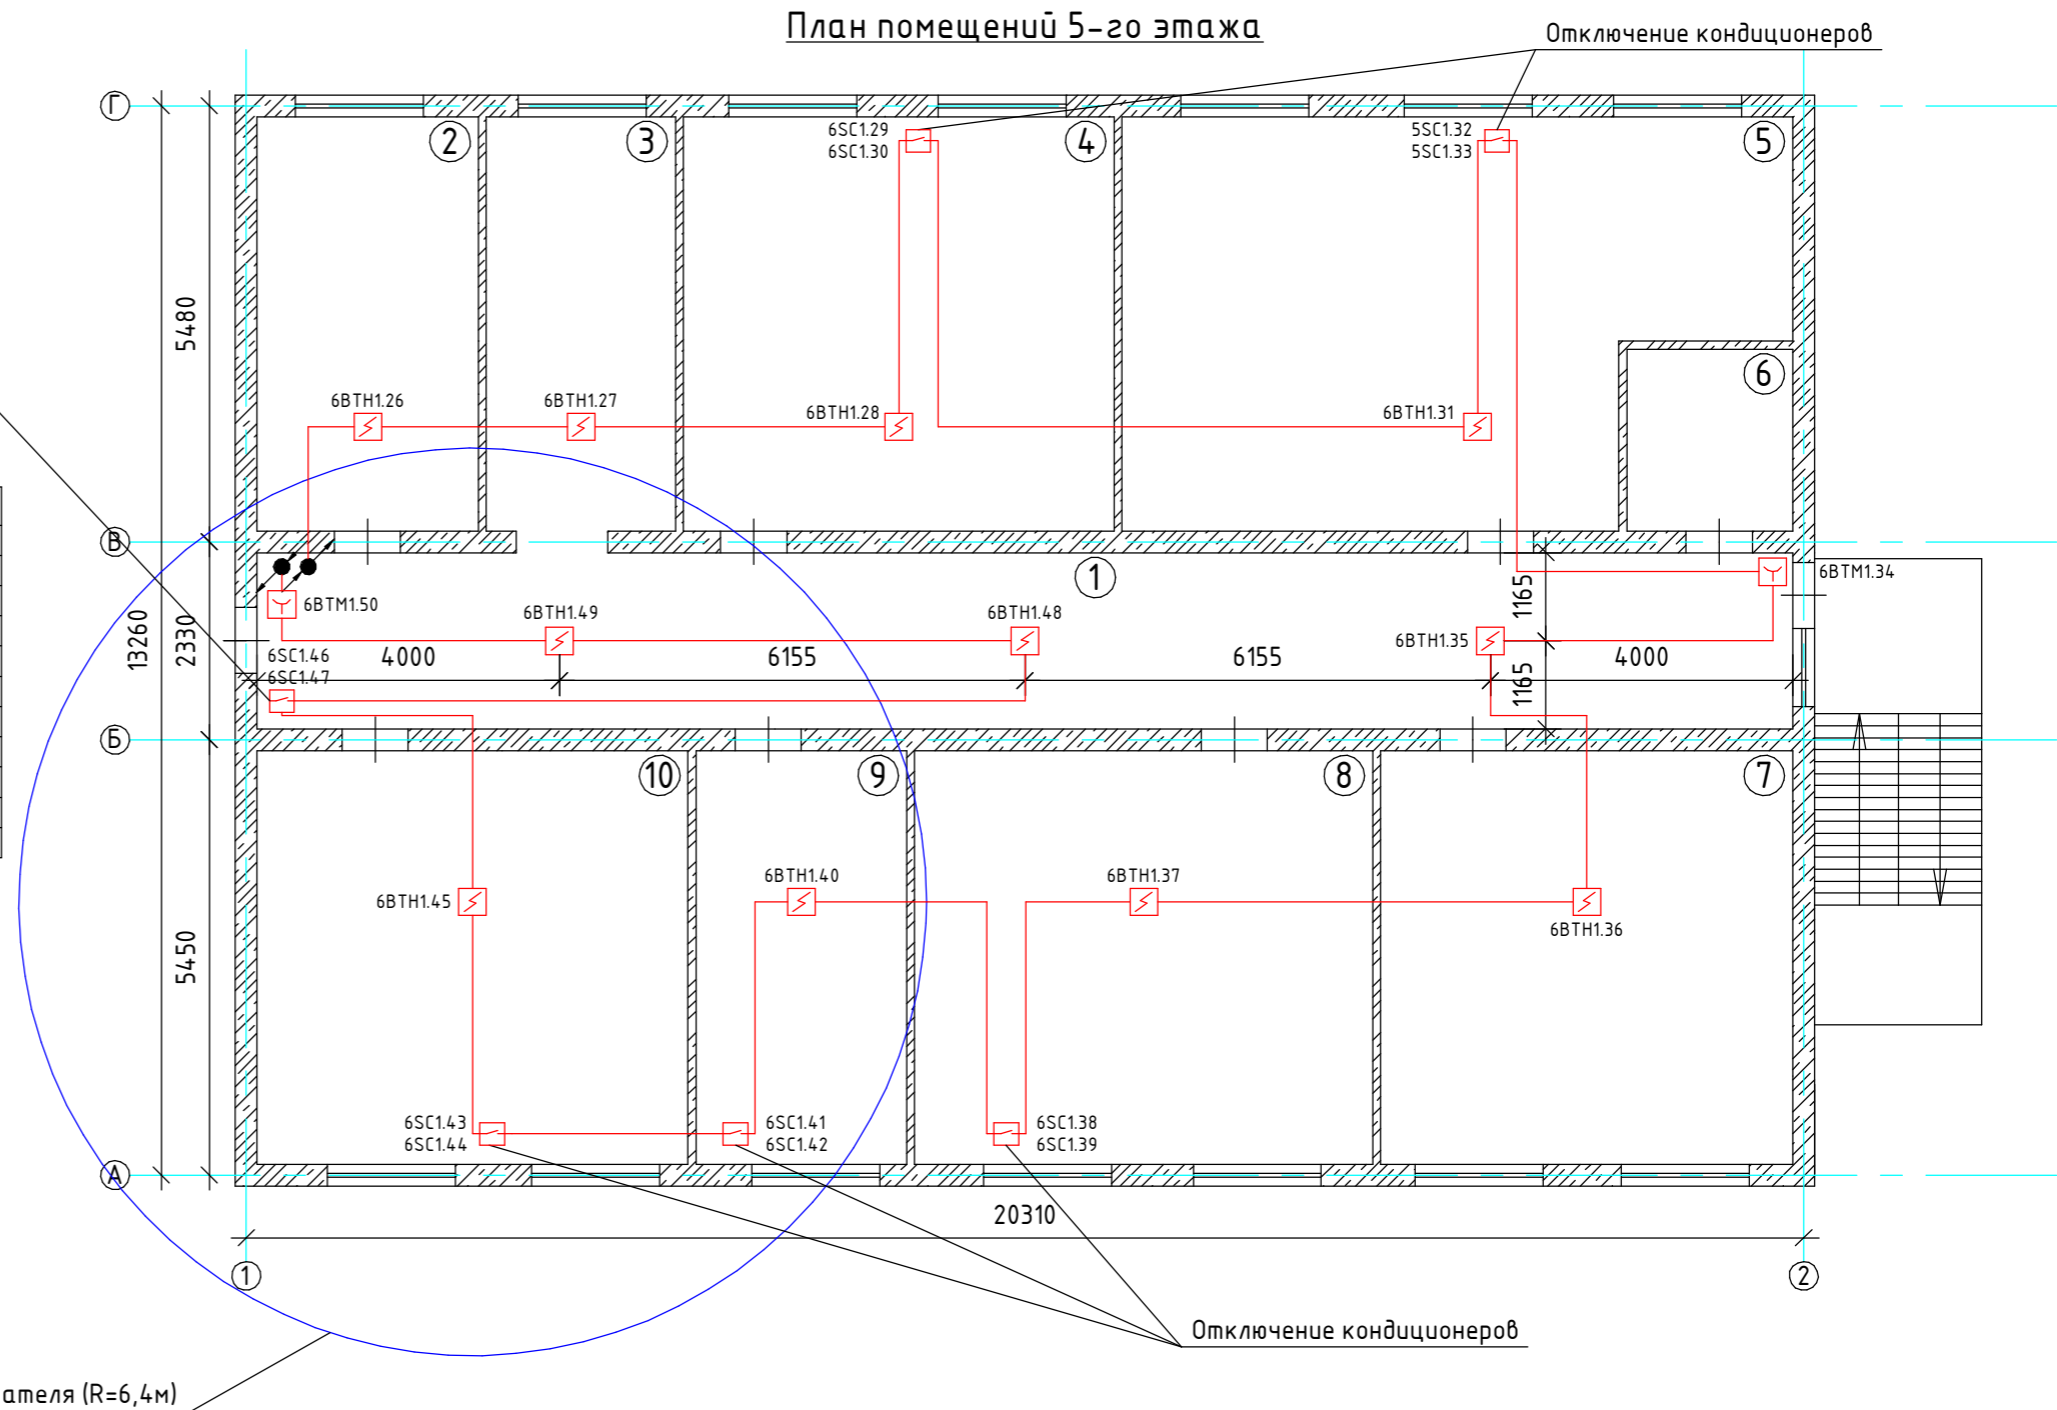 План помещений 5-го этажа
Отключение кондиционеров
Г
2
3
6SC1.29
6SC1.30
4
5SC1.32
5SC1.33
5
5480
6
6BTH1.26
6BTH1.27
6BTH1.28
6BTH1.31
В
1
1165
6BTM1.34
6BTM1.50
6BTH1.49
6BTH1.48
6BTH1.35
13260
2330
6SC1.46
6SC1.47
4000
6155
6155
1165
4000
Б
10
9
8
7
6BTH1.45
6BTH1.40
6BTH1.37
6BTH1.36
5450
6SC1.43
6SC1.44
6SC1.41
6SC1.42
6SC1.38
6SC1.39
А
20310
1
2
Отключение кондиционеров
ателя (R=6,4м)